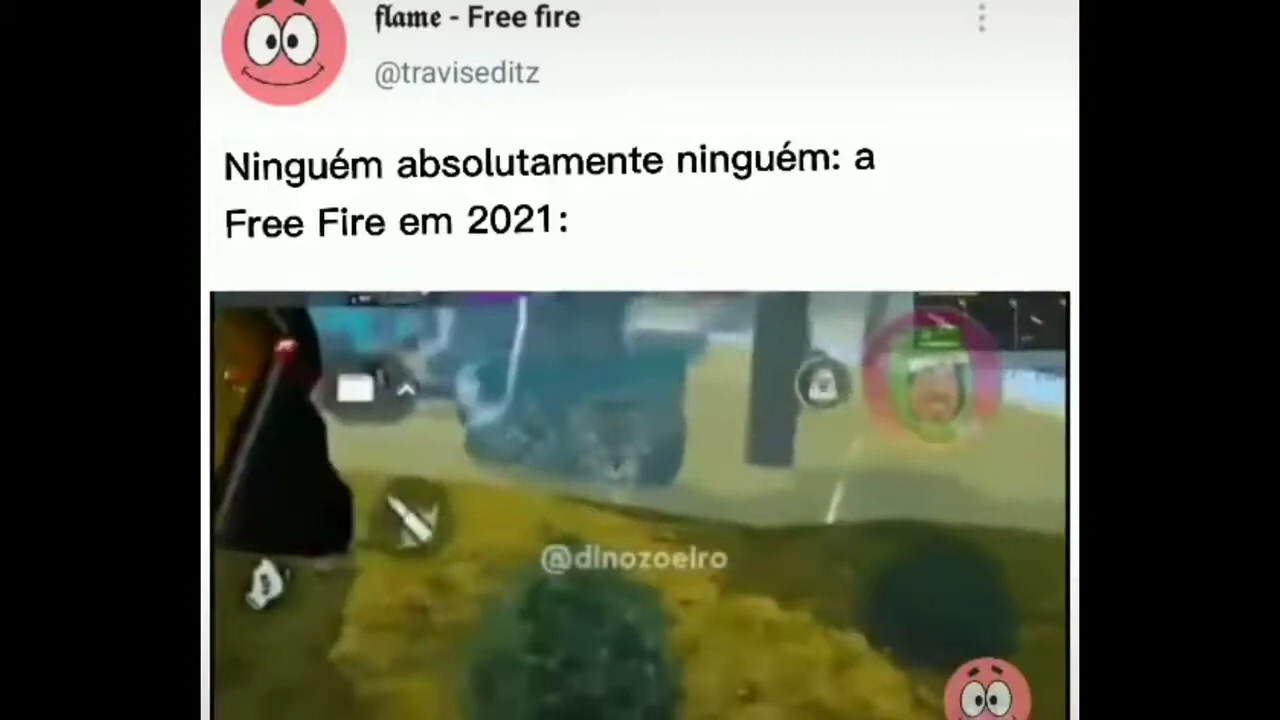 flame - Free fire
@traviseditz
Ninguém absolutamente ninguém: a
Free Fire em 2021:
@dinozoeiro